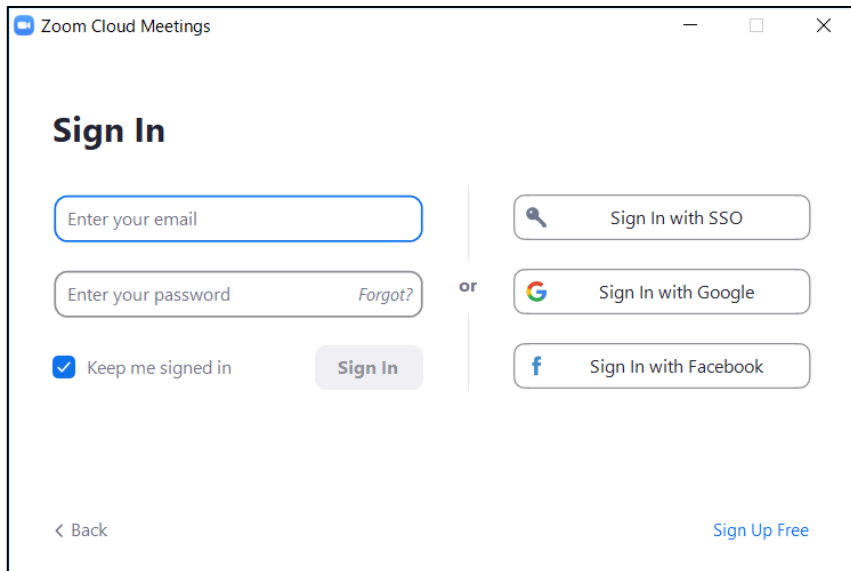 Zoom Cloud Meetings
Sign In
Enter your email
Enter your password Forgot?
Keep me signed in Sign In
or
Sign In with SSO
Sign In with Google
Sign In with Facebook
Back
Sign Up Free